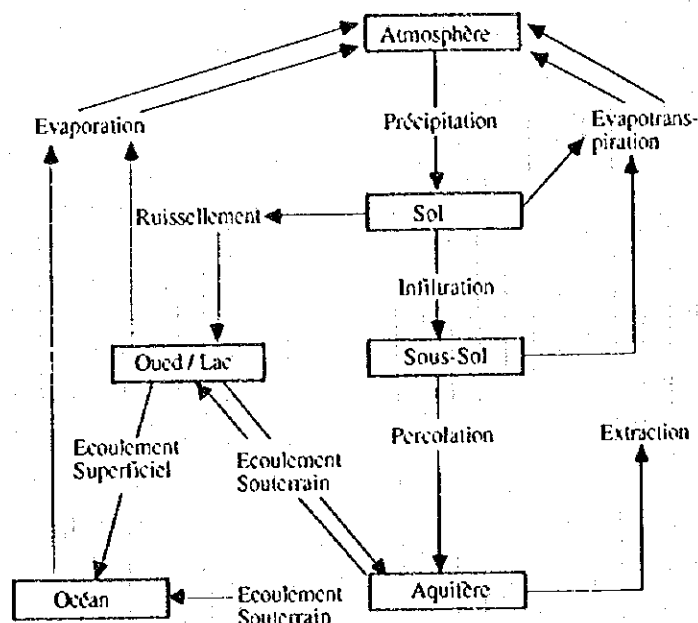 Atmosphère
Evaporation
Précipitation
Evapotrans-
piration
Ruissellement
Sol
Infiltration
Oued / Lac
Sous-Sol
Ecoulement
Superficiel
Ecoulement
Souterrain
Percolation
Extraction
Océan
Ecoulement
Souterrain
Aquifère